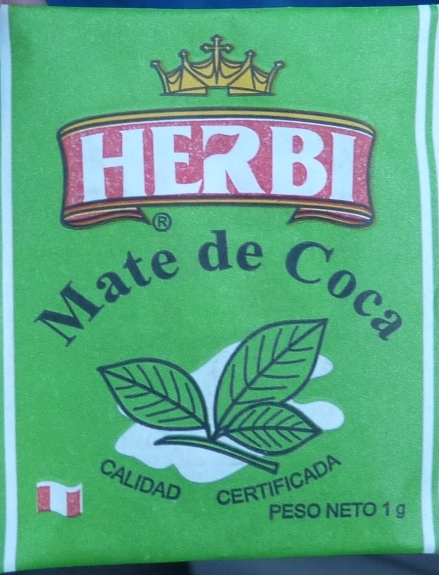 HERBI
®
Mate de Coca
CALIDAD CERTIFICADA
PESO NETO 1 g